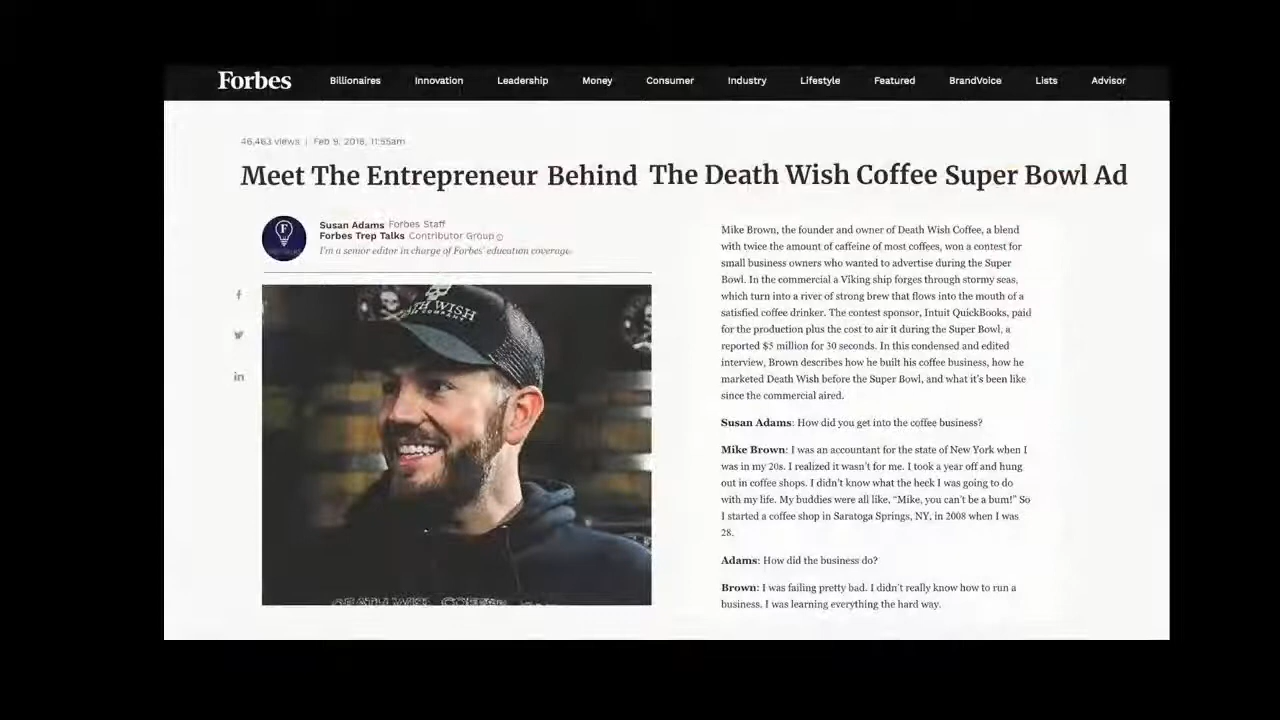 Forbes Billionaires Innovation Leadership Money Consumer Industry Lifestyle Featured BrandVoice Lists Advisor
46,463 views | Feb 9, 2016, 11:55am
Meet The Entrepreneur Behind The Death Wish Coffee Super Bowl Ad
Susan Adams Forbes Staff
Forbes Trep Talks Contributor Group
I'm a senior editor in charge of Forbes' education coverage.
DEATH WISH
COMPANY
DEATH WISH COFFEE
Mike Brown, the founder and owner of Death Wish Coffee, a blend
with twice the amount of caffeine of most coffees, won a contest for
small business owners who wanted to advertise during the Super
Bowl. In the commercial a Viking ship forges through stormy seas,
which turn into a river of strong brew that flows into the mouth of a
satisfied coffee drinker. The contest sponsor, Intuit QuickBooks, paid
for the production plus the cost to air it during the Super Bowl, a
reported $5 million for 30 seconds. In this condensed and edited
interview, Brown describes how he built his coffee business, how he
marketed Death Wish before the Super Bowl, and what it's been like
since the commercial aired.
Susan Adams: How did you get into the coffee business?
Mike Brown: I was an accountant for the state of New York when I
was in my 20s. I realized it wasn't for me. I took a year off and hung
out in coffee shops. I didn't know what the heck I was going to do
with my life. My buddies were all like, "Mike, you can't be a bum!" So
I started a coffee shop in Saratoga Springs, NY, in 2008 when I was
28.
Adams: How did the business do?
Brown: I was failing pretty bad. I didn't really know how to run a
business. I was learning everything the hard way.